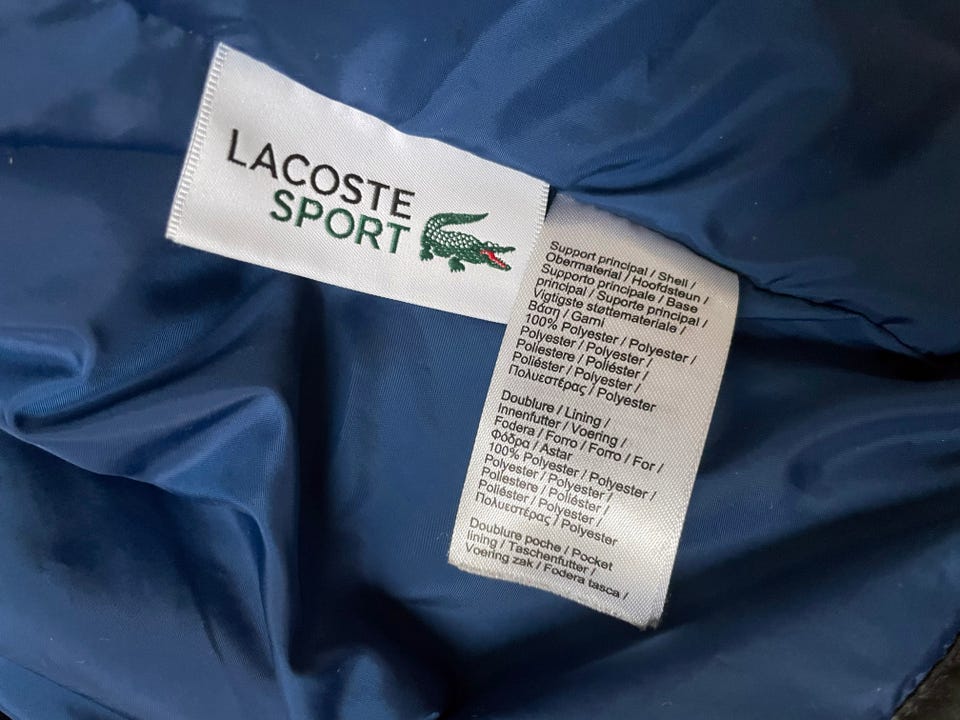 LACOSTE
SPORT
Support principal / Shell
Obermaterial / Hoofdsteun /
Supporto principale / Base
principal / Suporte principal /
Vigtigste støttemateriale /
Βάση / Gami
100% Polyester / Polyester /
Polyester / Polyester /
Poliestere / Poliéster /
Poliéster / Polyester /
Πολυεστέρας / Polyester
Doublure / Lining /
Innenfutter / Voering /
Fodera / Forro / Forro / For /
Φόδρα / Astar
100% Polyester / Polyester /
Polyester / Polyester /
Poliestere / Poliéster /
Poliéster / Polyester /
Πολυεστέρας / Polyester
Doublure poche / Pocket
lining / Taschenfutter /
Voering zak / Fodera tasca /